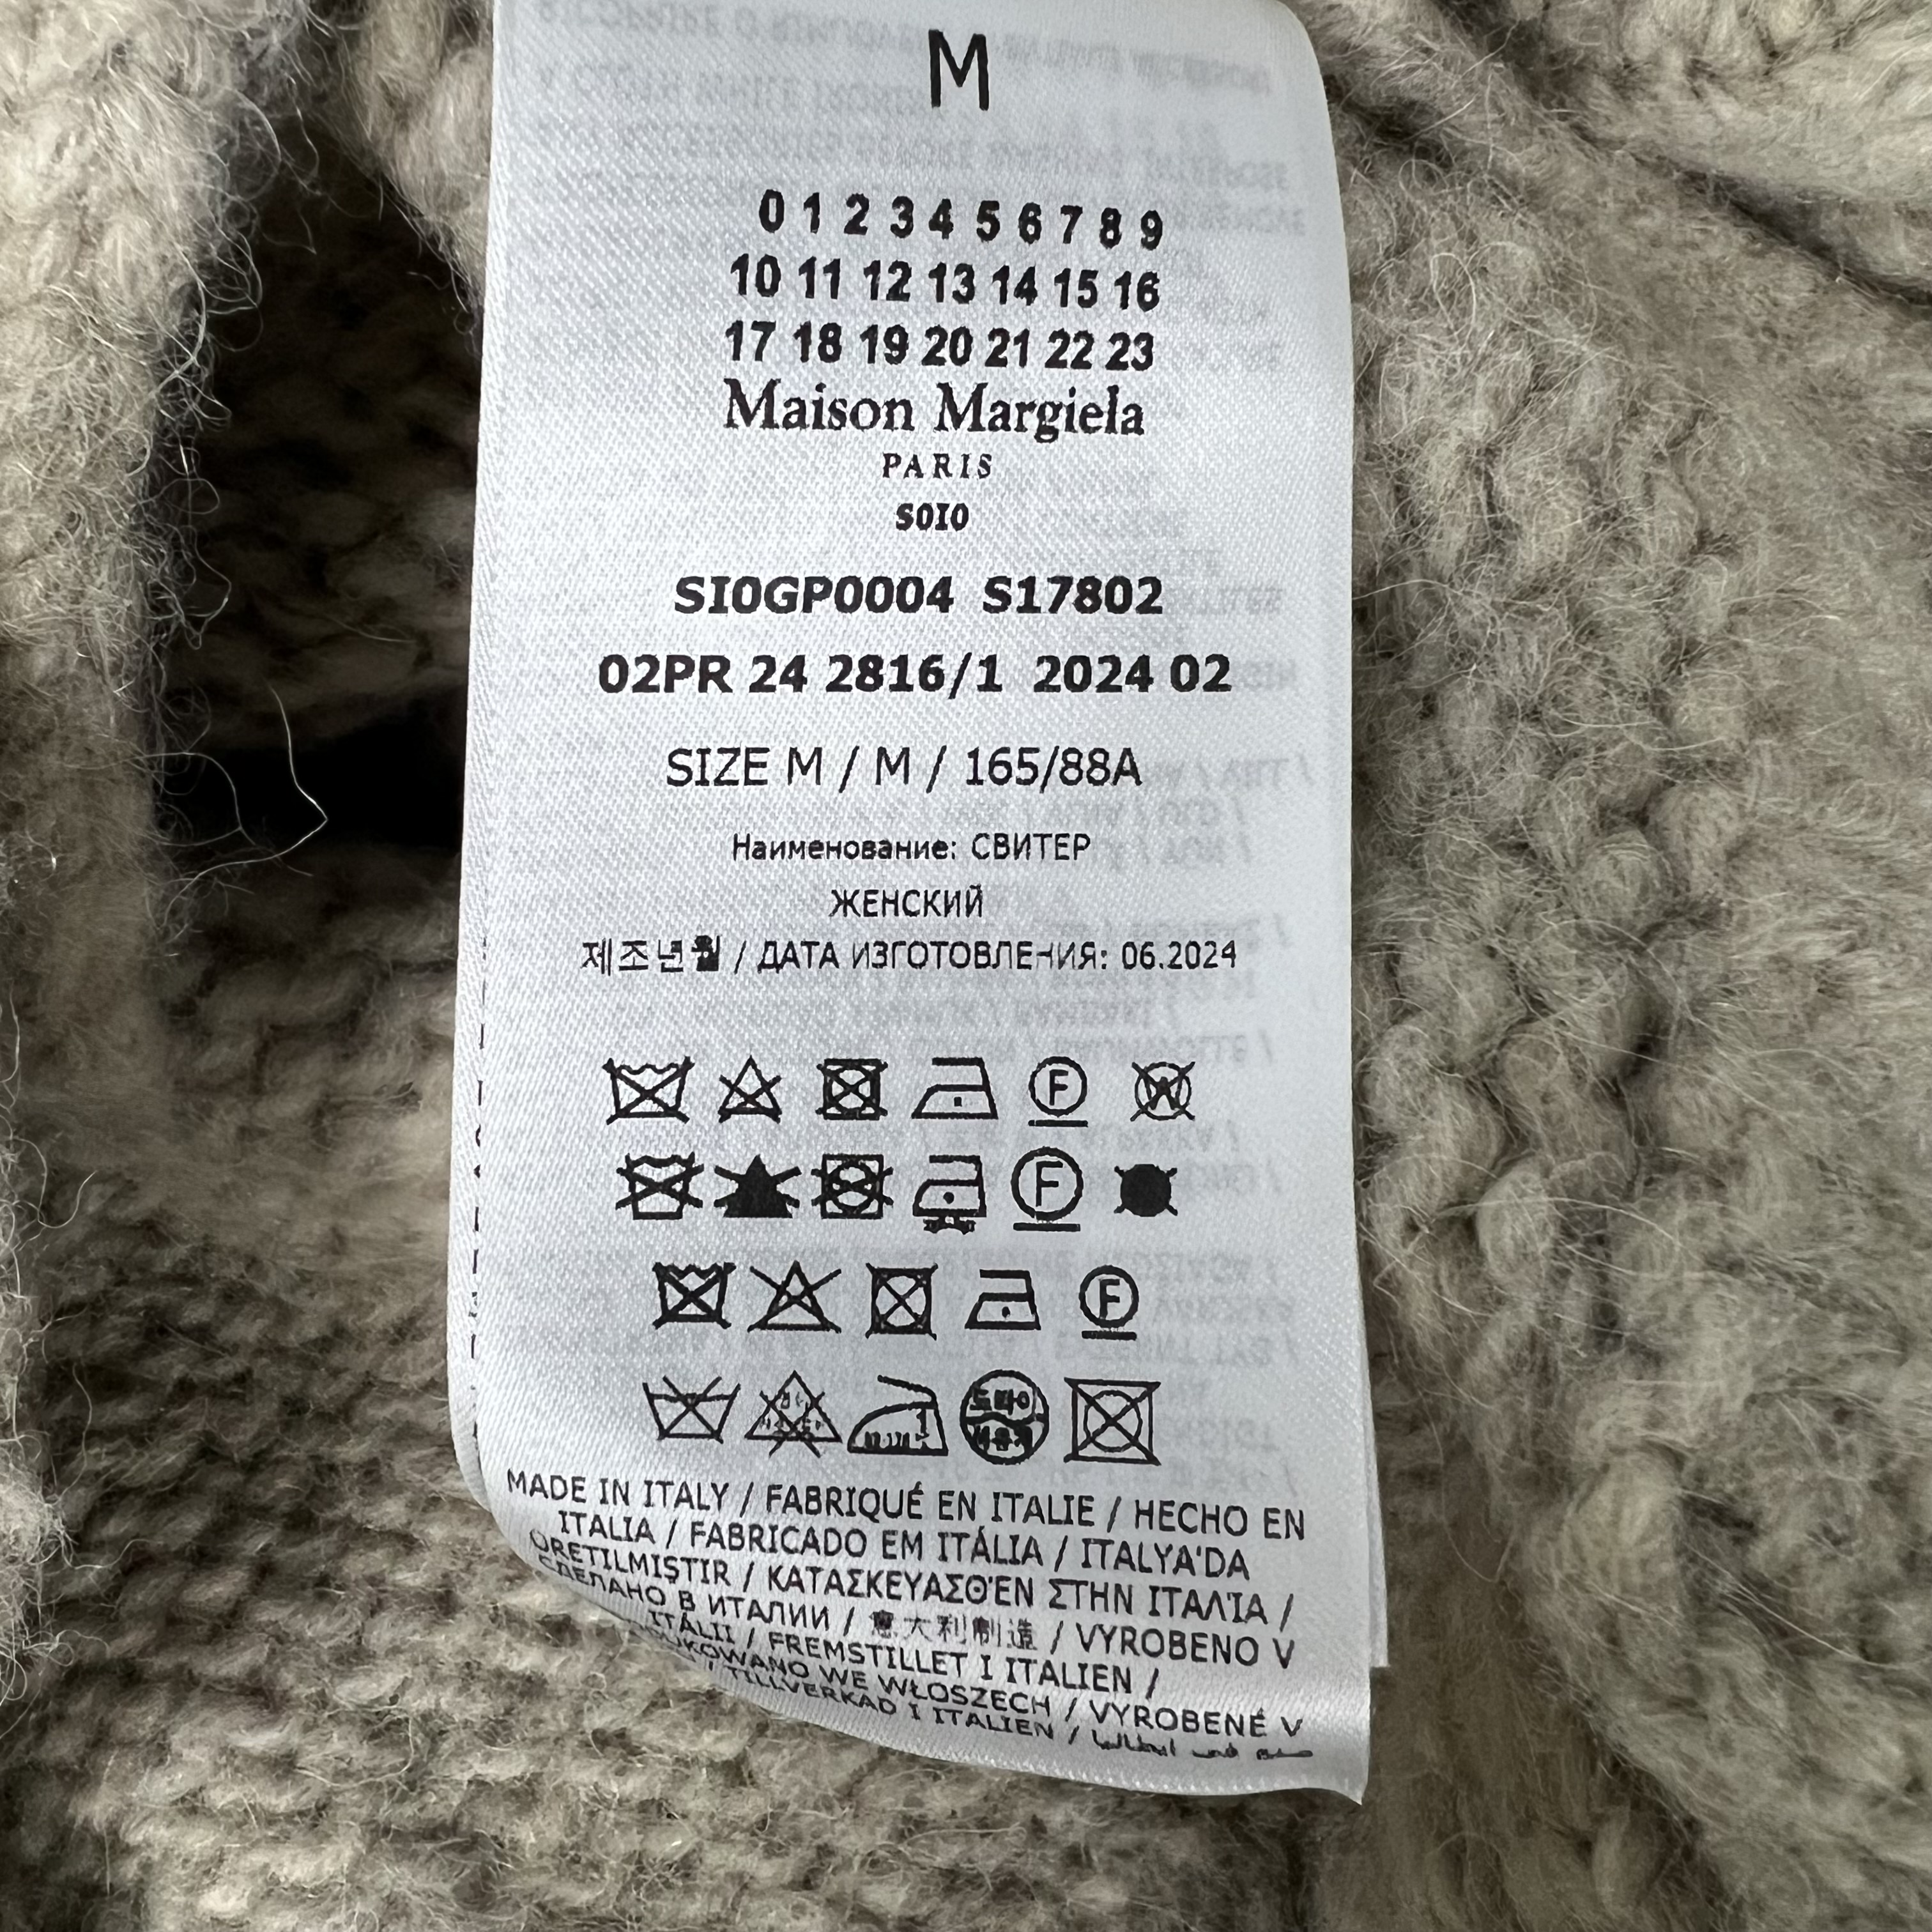 M
0 1 2 3 4 5 6 7 8 9
10 11 12 13 14 15 16
17 18 19 20 21 22 23
Maison Margiela
PARIS
S0I0
SI0GP0004 S17802
02PR 24 2816/1 2024 02
SIZE M / M / 165/88A
Наименование: СВИТЕР
ЖЕНСКИЙ
제조년월 / ДАТА ИЗГОТОВЛЕНИЯ: 06.2024
F W
F
F
드라이
MADE IN ITALY / FABRIQUÉ EN ITALIE / HECHO EN
ITALIA / FABRICADO EM ITÁLIA / ITALYA'DA
ÜRETILMIŞTIR / ΚΑΤΑΣΚΕΥΑΣΘΈΝ ΣΤΗΝ ΙΤΑΛΊΑ /
СДЕЛАНО В ИТАЛИИ / 意大利制造 / VYROBENO V
ITÁLII / FREMSTILLET I ITALIEN /
WE WŁOSZECH / VYROBENÉ V
/ TILLVERKAD I ITALIEN /